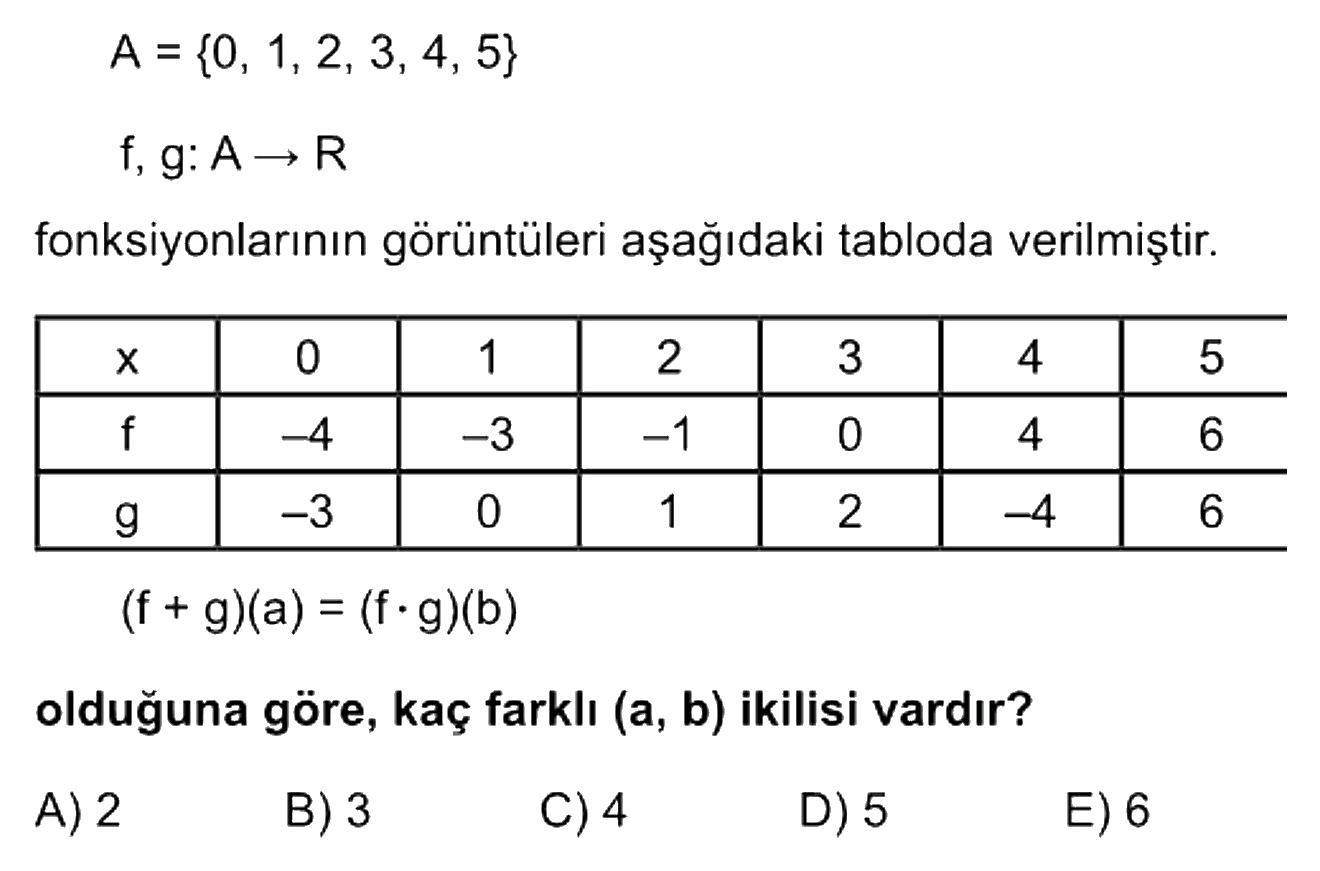 A = {0, 1, 2, 3, 4, 5}
f, g: A → R
fonksiyonlarının görüntüleri aşağıdaki tabloda verilmiştir.
x 0 1 2 3 4 5
f –4 –3 –1 0 4 6
g –3 0 1 2 –4 6
(f + g)(a) = (f · g)(b)
olduğuna göre, kaç farklı (a, b) ikilisi vardır?
A) 2 B) 3 C) 4 D) 5 E) 6